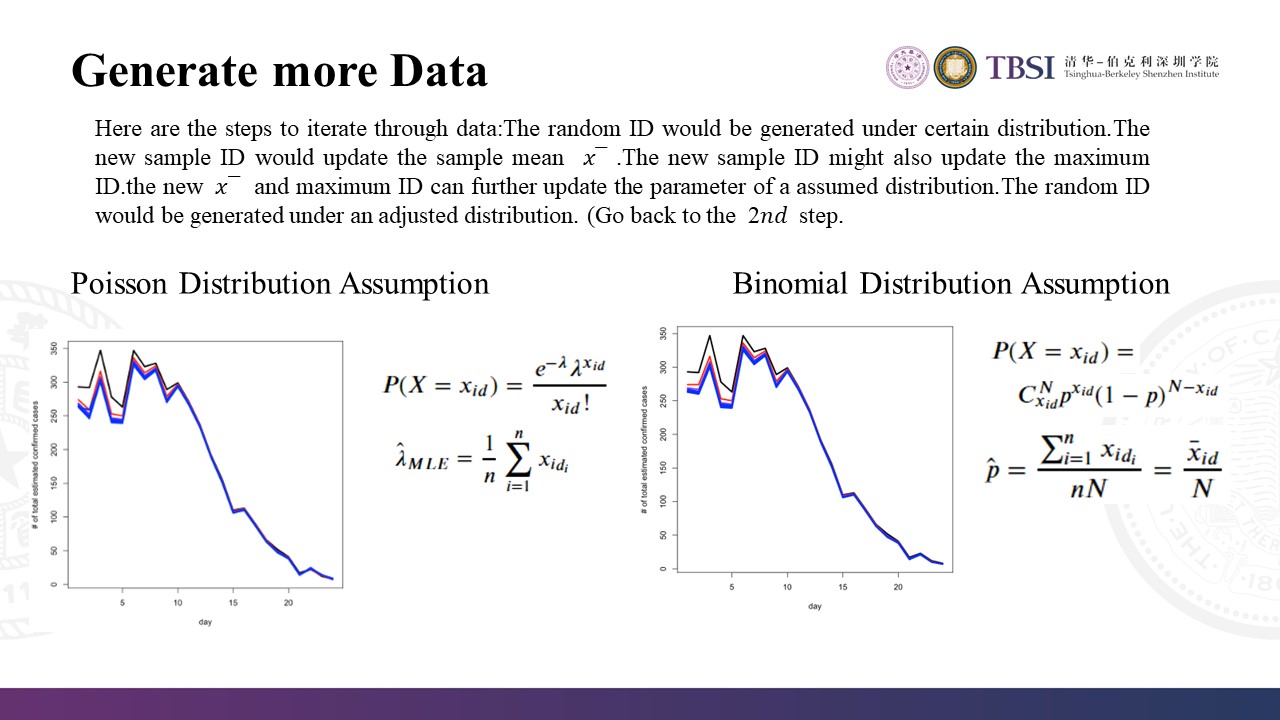 Generate more Data
TBSI
清华-伯克利深圳学院
Tsinghua-Berkeley Shenzhen Institute
Here are the steps to iterate through data:The random ID would be generated under certain distribution.The
new sample ID would update the sample mean x¯ .The new sample ID might also update the maximum
ID.the new x¯ and maximum ID can further update the parameter of a assumed distribution.The random ID
would be generated under an adjusted distribution. (Go back to the 2nd step.
Poisson Distribution Assumption
# of total estimated confirmed cases
350
300
250
200
150
100
50
0
5 10 15 20
day
P(X = x_{id}) = \frac{e^{-λ} λ^{x_{id}}}{x_{id}!}
\hat{λ}_{MLE} = \frac{1}{n} \sum_{i=1}^{n} x_{id_i}
Binomial Distribution Assumption
# of total estimated confirmed cases
350
300
250
200
150
100
50
0
5 10 15 20
day
P(X = x_{id}) =
C_{x_{id}}^{N} p^{x_{id}} (1 − p)^{N−x_{id}}
\hat{p} = \frac{\sum_{i=1}^{n} x_{id_i}}{nN} = \frac{\bar{x}_{id}}{N}